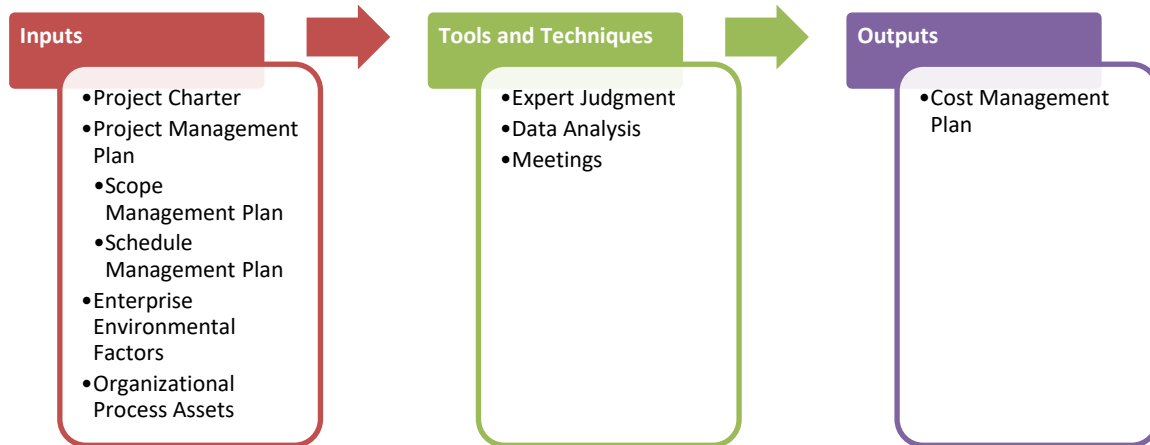 Inputs
•Project Charter
•Project Management
Plan
•Scope
Management Plan
•Schedule
Management Plan
•Enterprise
Environmental
Factors
•Organizational
Process Assets
Tools and Techniques
•Expert Judgment
•Data Analysis
•Meetings
Outputs
•Cost Management
Plan